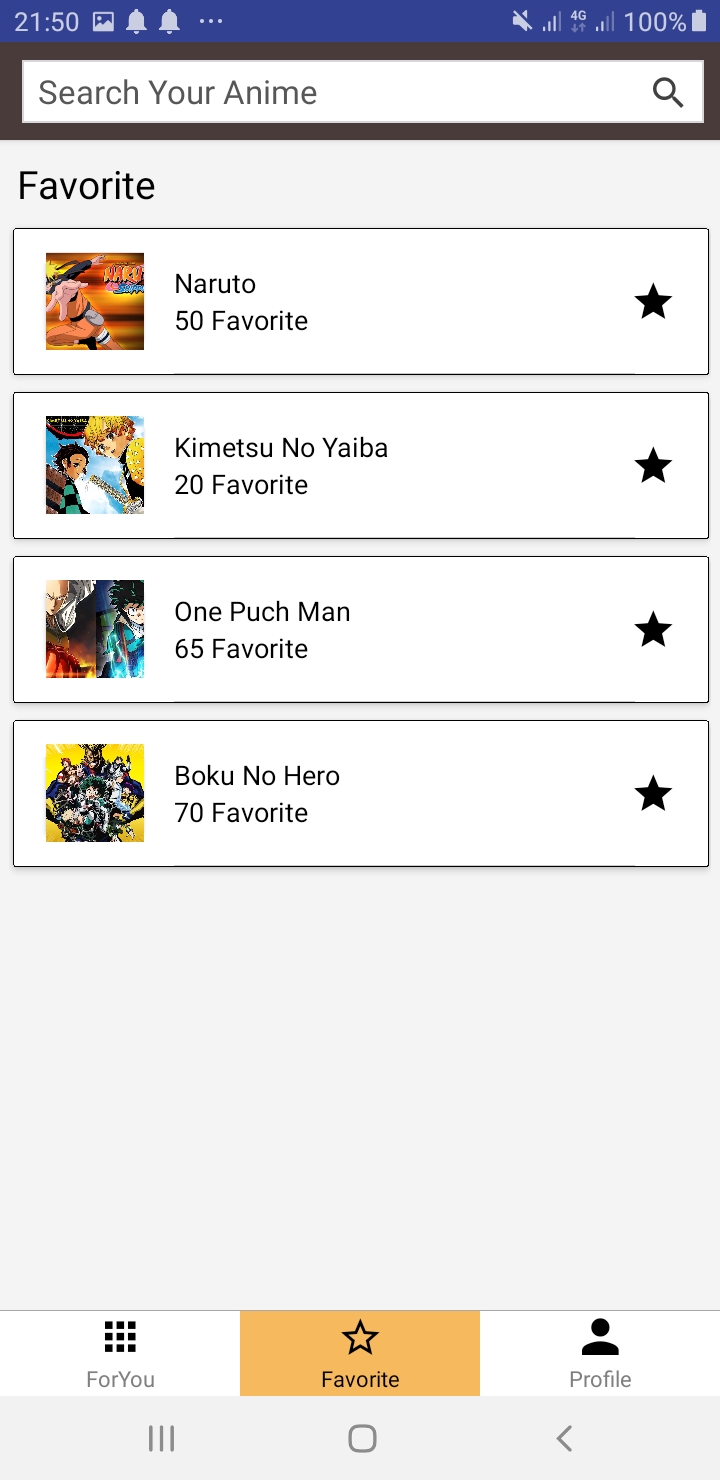 21:50 4G 100%
Search Your Anime
Favorite
Naruto
50 Favorite
Kimetsu No Yaiba
20 Favorite
One Puch Man
65 Favorite
Boku No Hero
70 Favorite
ForYou
Favorite
Profile